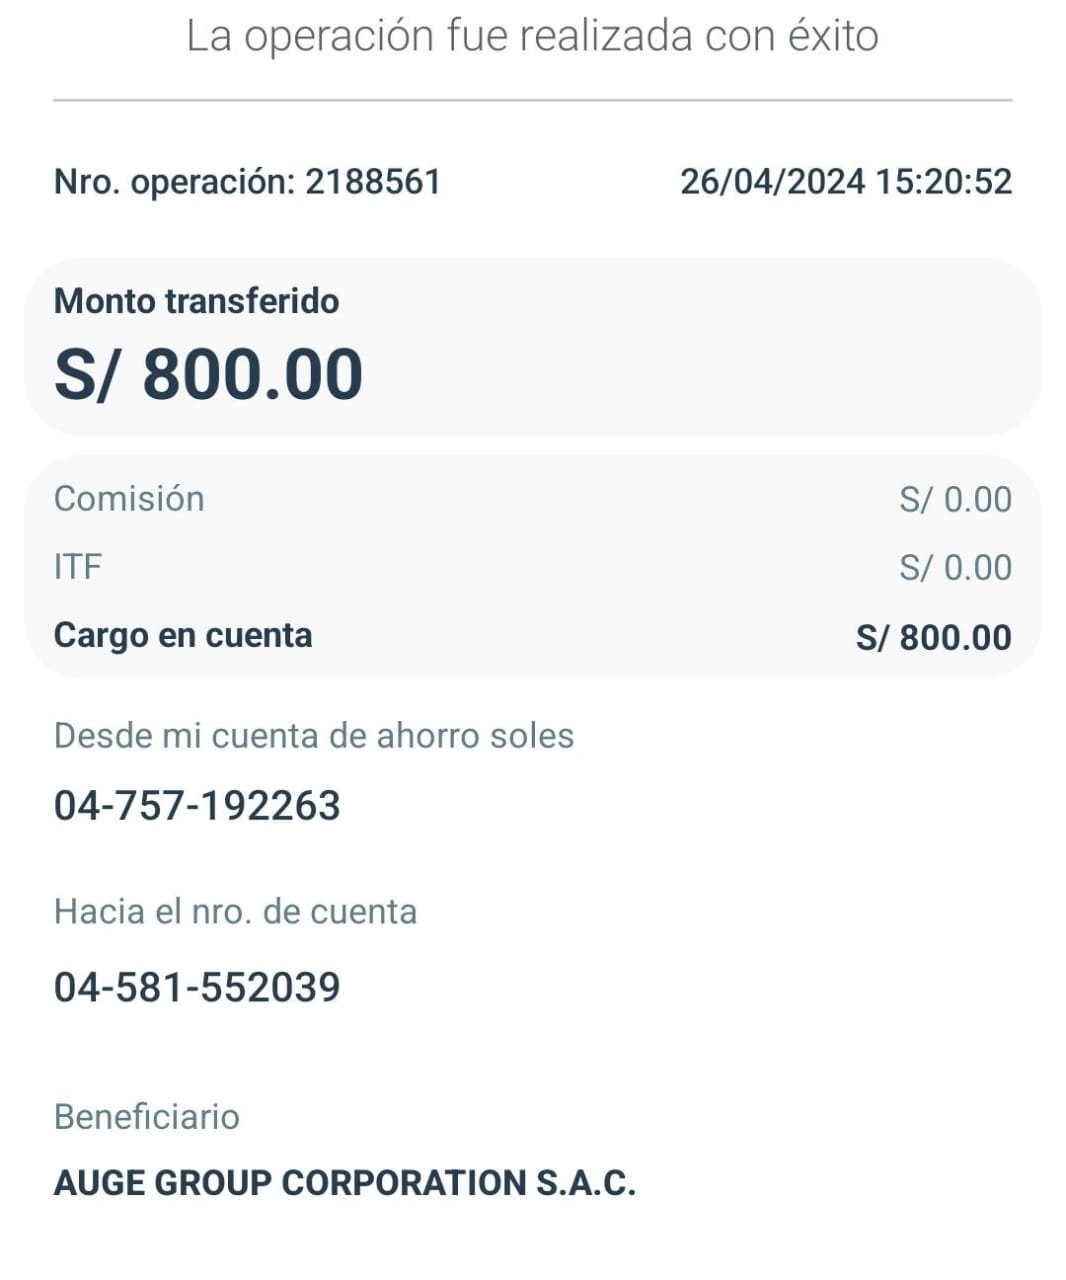 La operación fue realizada con éxito
Nro. operación: 2188561 26/04/2024 15:20:52
Monto transferido
S/ 800.00
Comisión S/ 0.00
ITF S/ 0.00
Cargo en cuenta S/ 800.00
Desde mi cuenta de ahorro soles
04-757-192263
Hacia el nro. de cuenta
04-581-552039
Beneficiario
AUGE GROUP CORPORATION S.A.C.